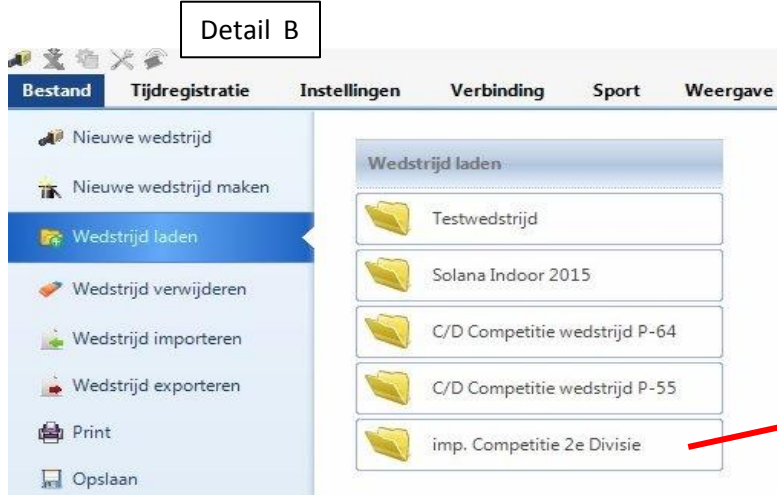 Detail B
Bestand Tijdregistratie Instellingen Verbinding Sport Weergave
Nieuwe wedstrijd
Nieuwe wedstrijd maken
Wedstrijd laden
Wedstrijd verwijderen
Wedstrijd importeren
Wedstrijd exporteren
Print
Opslaan
Wedstrijd laden
Testwedstrijd
Solana Indoor 2015
C/D Competitie wedstrijd P-64
C/D Competitie wedstrijd P-55
imp. Competitie 2e Divisie